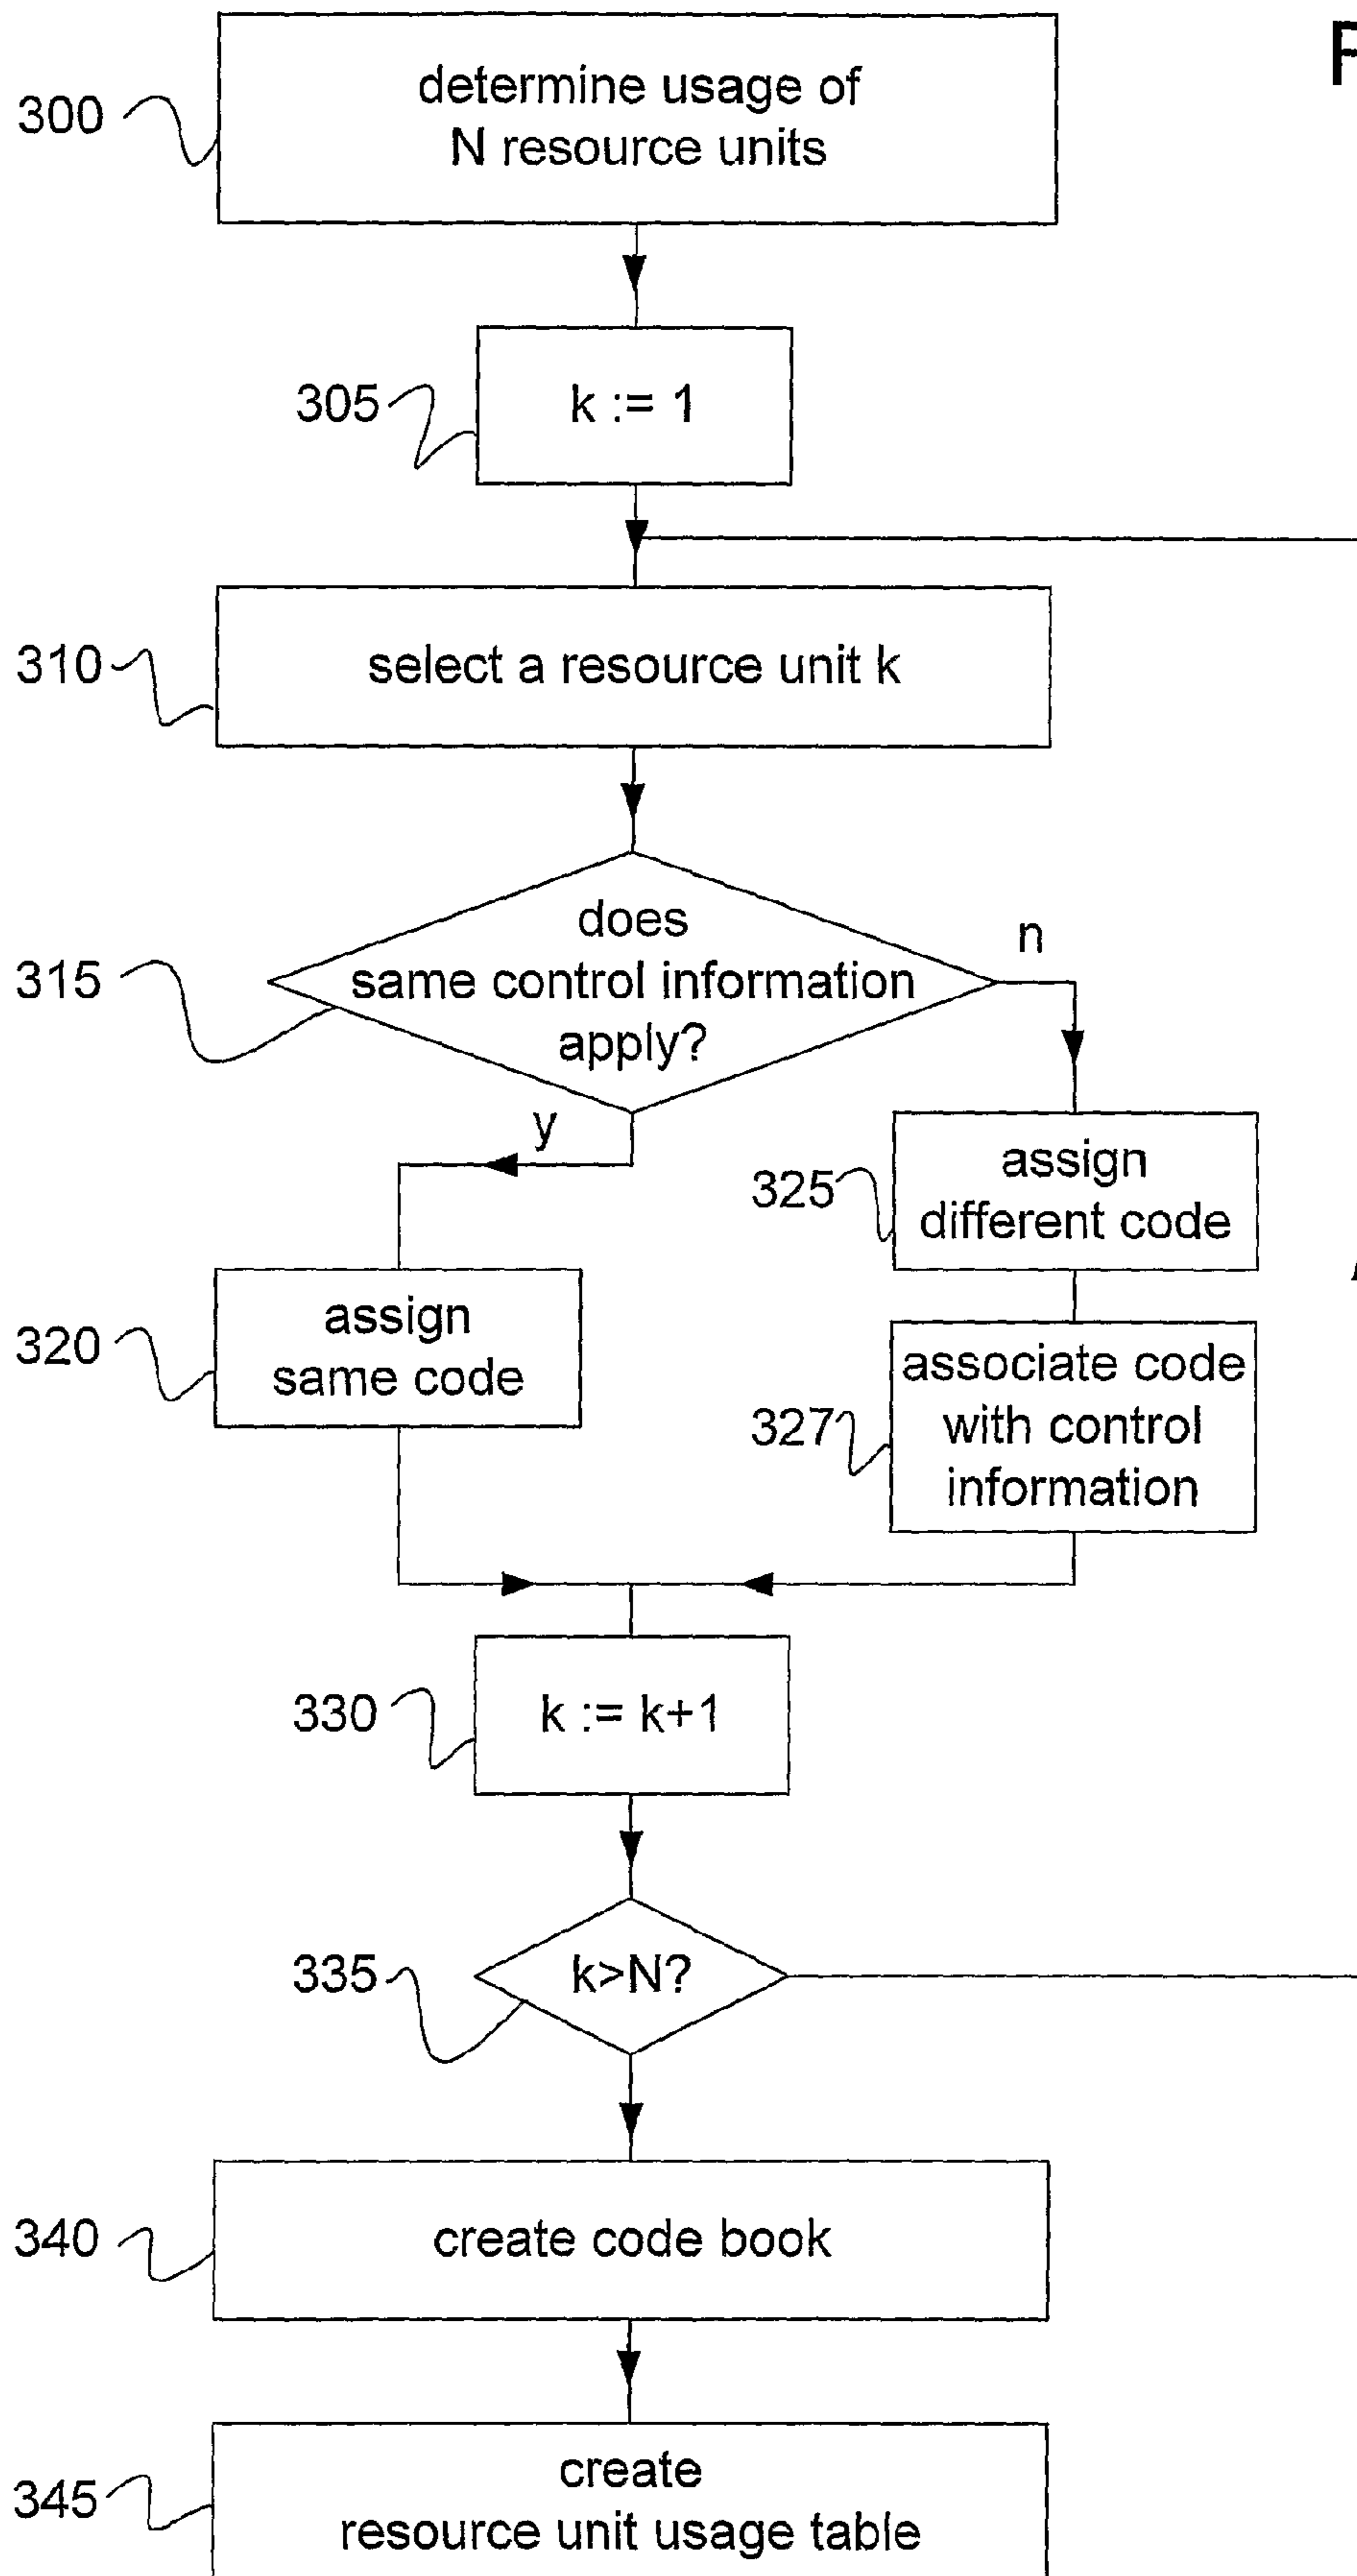 300
determine usage of
N resource units
305
k := 1
310
select a resource unit k
315
does
same control information
apply?
n
y
325
assign
different code
320
assign
same code
327
associate code
with control
information
330
k := k+1
335
k>N?
340
create code book
345
create
resource unit usage table